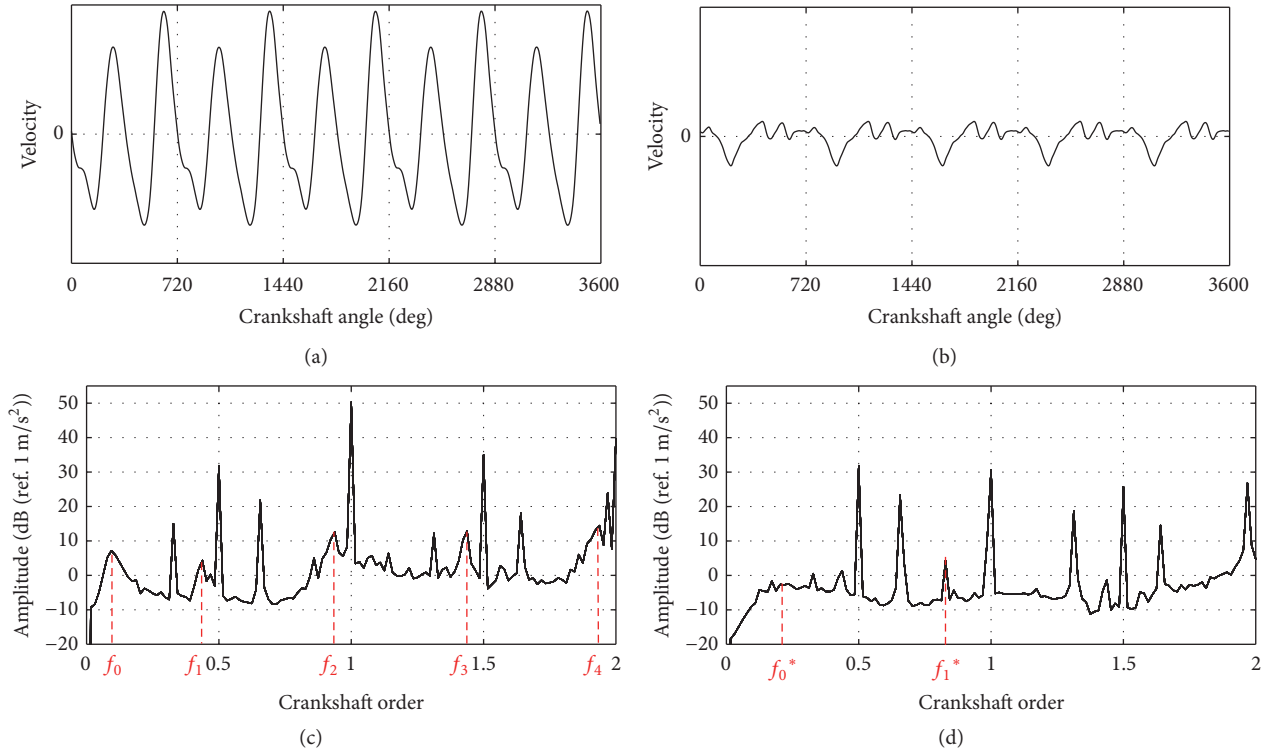 Velocity
0
0 720 1440 2160 2880 3600
Crankshaft angle (deg)
(a)
Velocity
0
0 720 1440 2160 2880 3600
Crankshaft angle (deg)
(b)
Amplitude (dB (ref. 1 m/s²))
50
40
30
20
10
0
−10
−20
0 f₀ f₁ 0.5 f₂ 1 f₃ 1.5 f₄ 2
Crankshaft order
(c)
Amplitude (dB (ref. 1 m/s²))
50
40
30
20
10
0
−10
−20
0 f₀* 0.5 f₁* 1 1.5 2
Crankshaft order
(d)